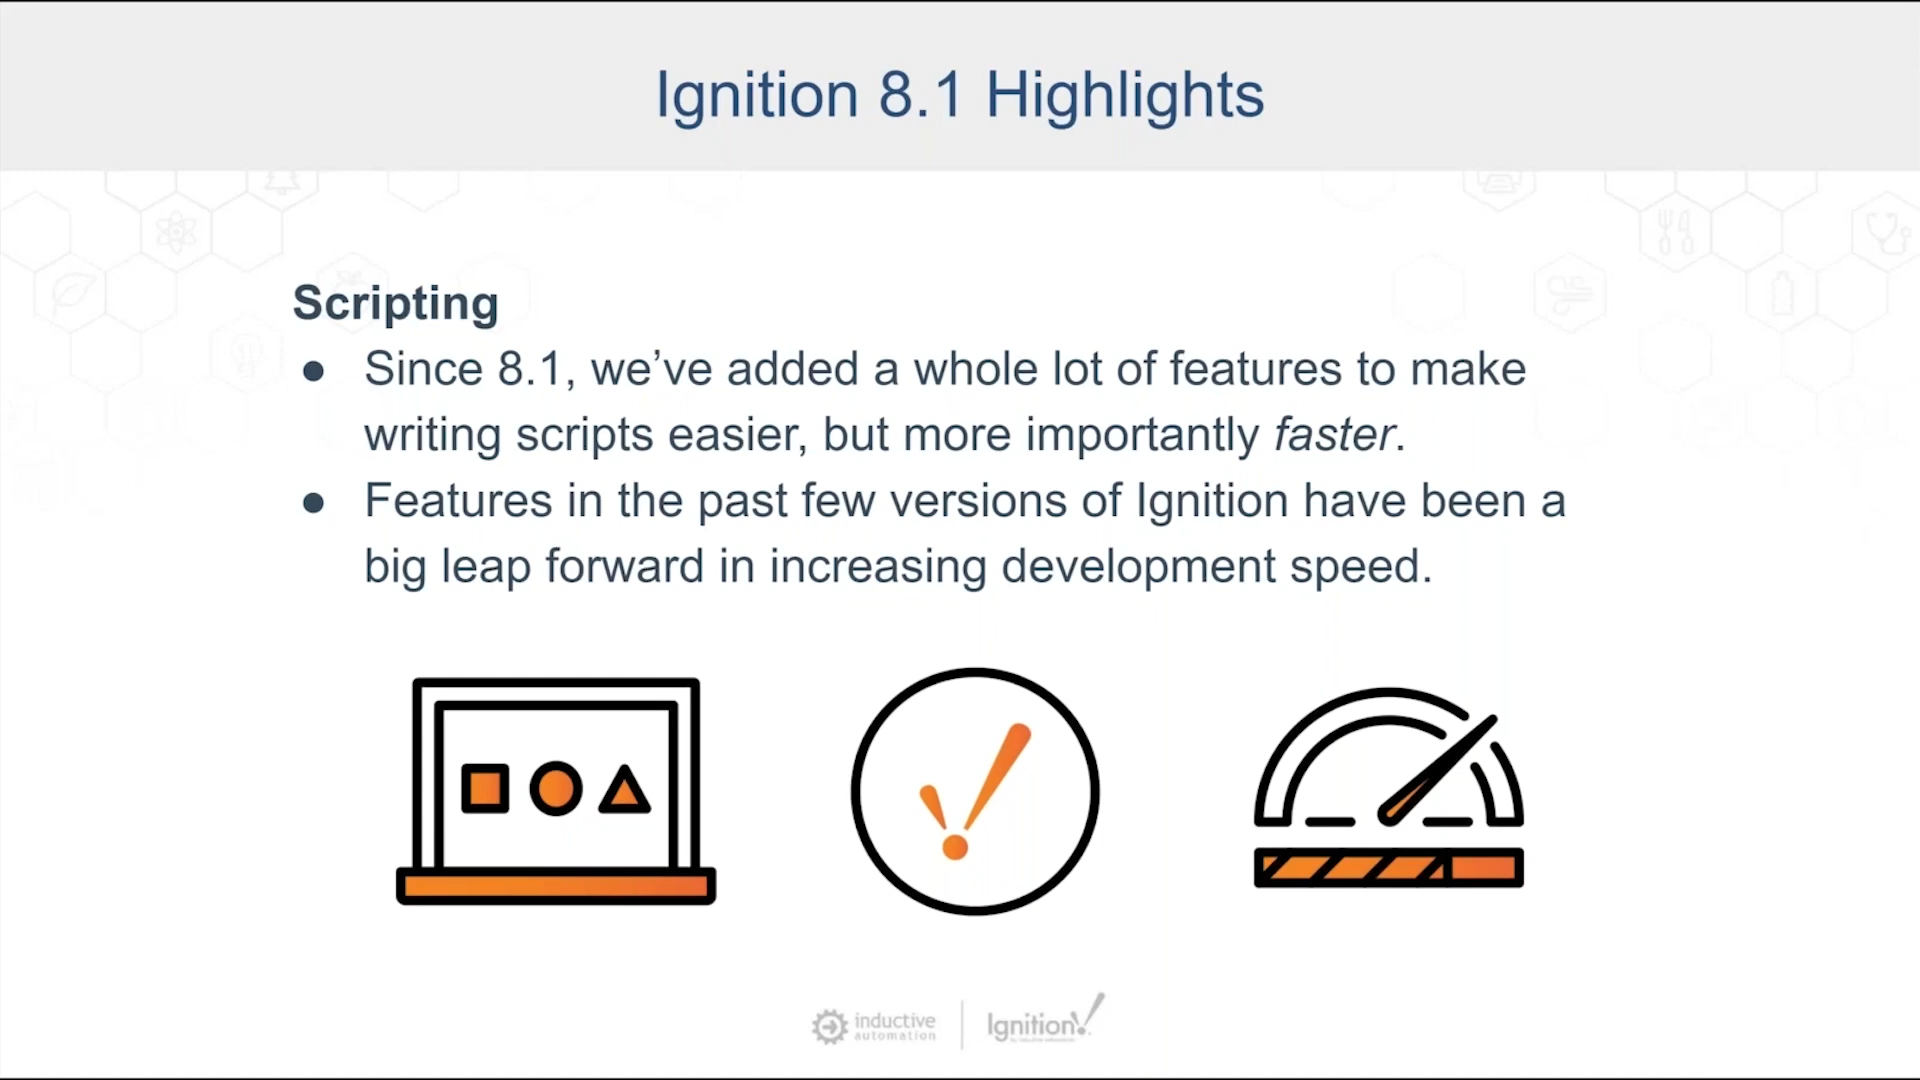 Ignition 8.1 Highlights
Scripting
● Since 8.1, we’ve added a whole lot of features to make
writing scripts easier, but more importantly faster.
● Features in the past few versions of Ignition have been a
big leap forward in increasing development speed.
inductive
automation
Ignition